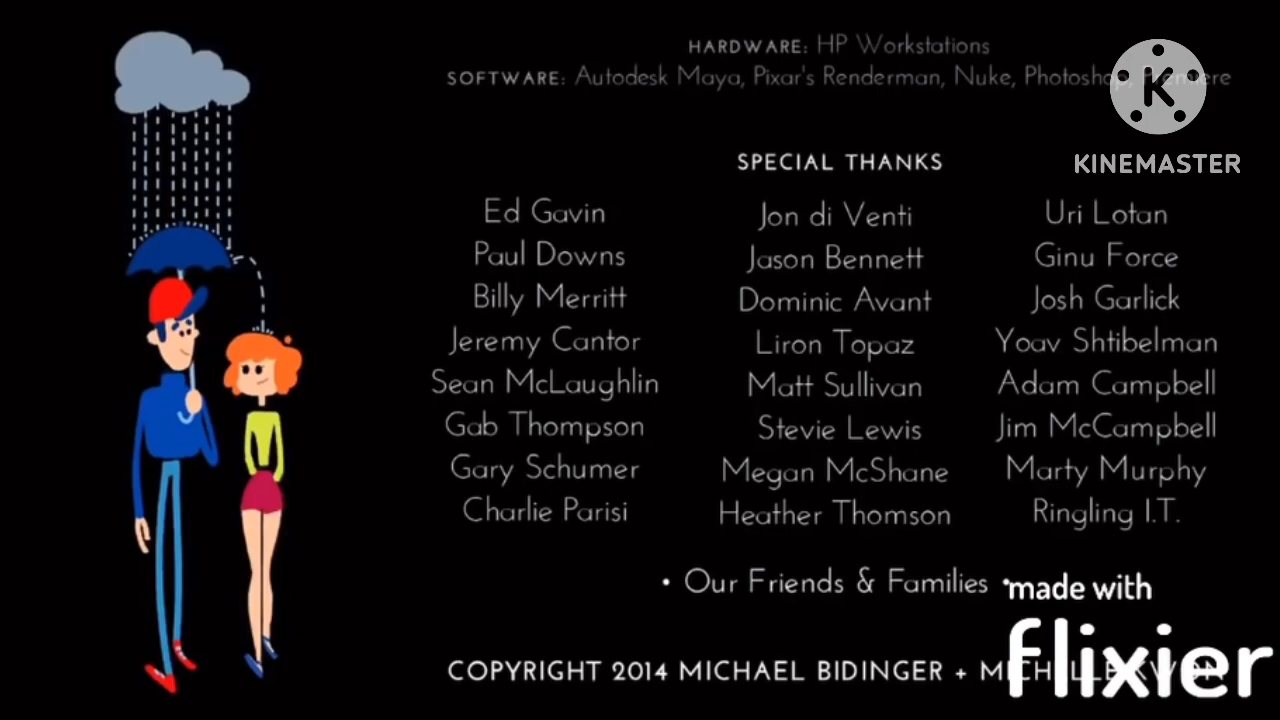 HARDWARE: HP Workstations
SOFTWARE: Autodesk Maya, Pixar's Renderman, Nuke, Photoshop, Premiere
K
KINEMASTER
SPECIAL THANKS
Ed Gavin Jon di Venti Uri Lotan
Paul Downs Jason Bennett Ginu Force
Billy Merritt Dominic Avant Josh Garlick
Jeremy Cantor Liron Topaz Yoav Shtibelman
Sean McLaughlin Matt Sullivan Adam Campbell
Gab Thompson Stevie Lewis Jim McCampbell
Gary Schumer Megan McShane Marty Murphy
Charlie Parisi Heather Thomson Ringling I.T.
• Our Friends & Families •
made with
flixier
COPYRIGHT 2014 MICHAEL BIDINGER + MICHELLE KWON